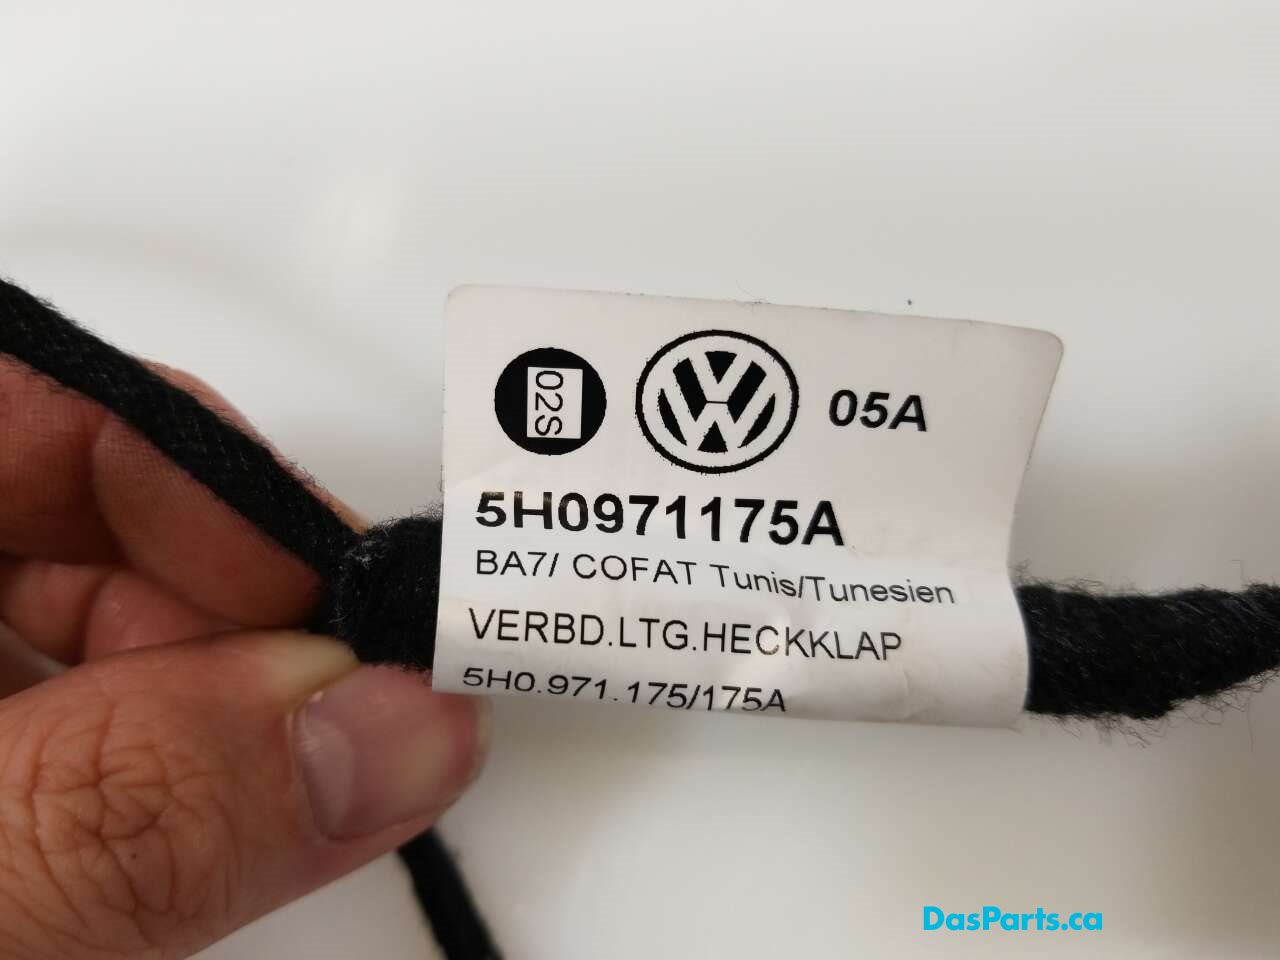 02S
05A
5H0971175A
BA7/ COFAT Tunis/Tunesien
VERBD.LTG.HECKKLAP
5H0.971.175/175A
DasParts.ca